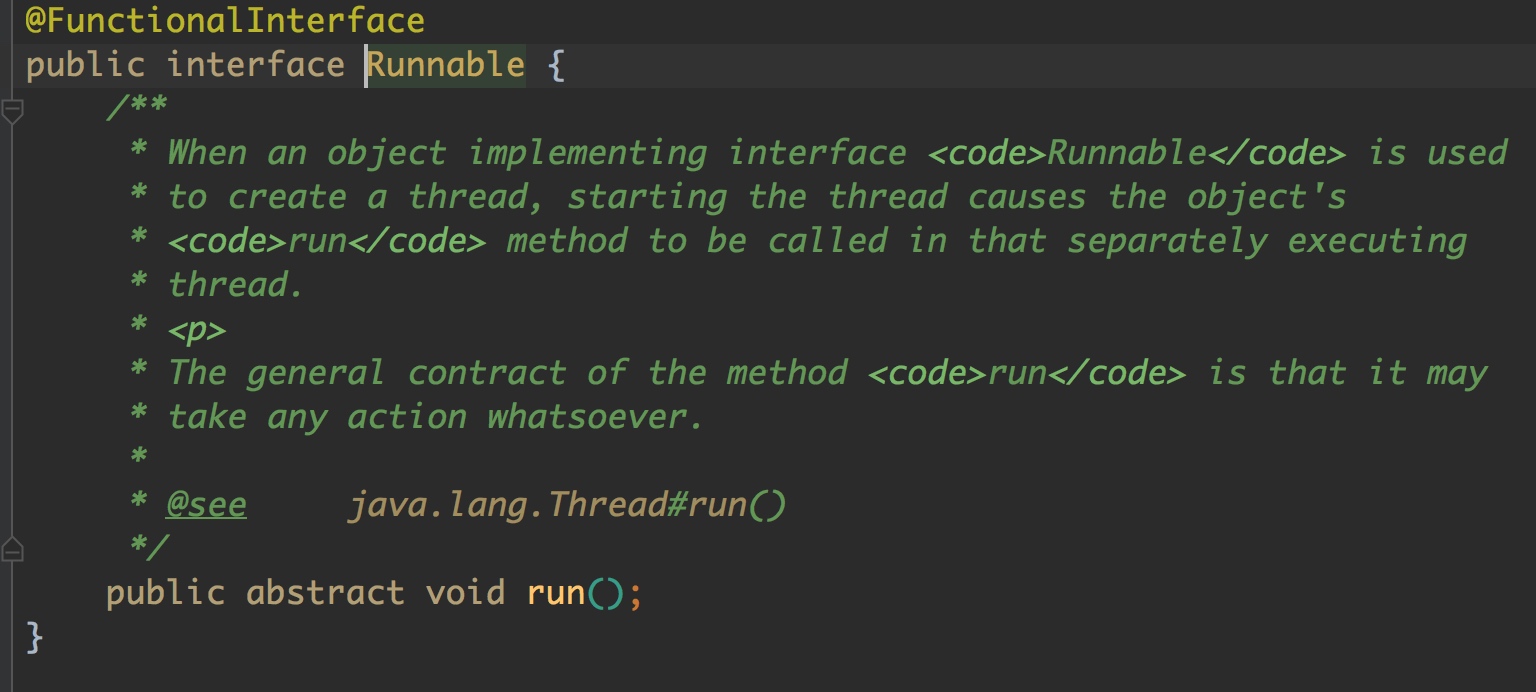 @FunctionalInterface
public interface Runnable {
    /**
     * When an object implementing interface <code>Runnable</code> is used
     * to create a thread, starting the thread causes the object's
     * <code>run</code> method to be called in that separately executing
     * thread.
     * <p>
     * The general contract of the method <code>run</code> is that it may
     * take any action whatsoever.
     *
     * @see     java.lang.Thread#run()
     */
    public abstract void run();
}